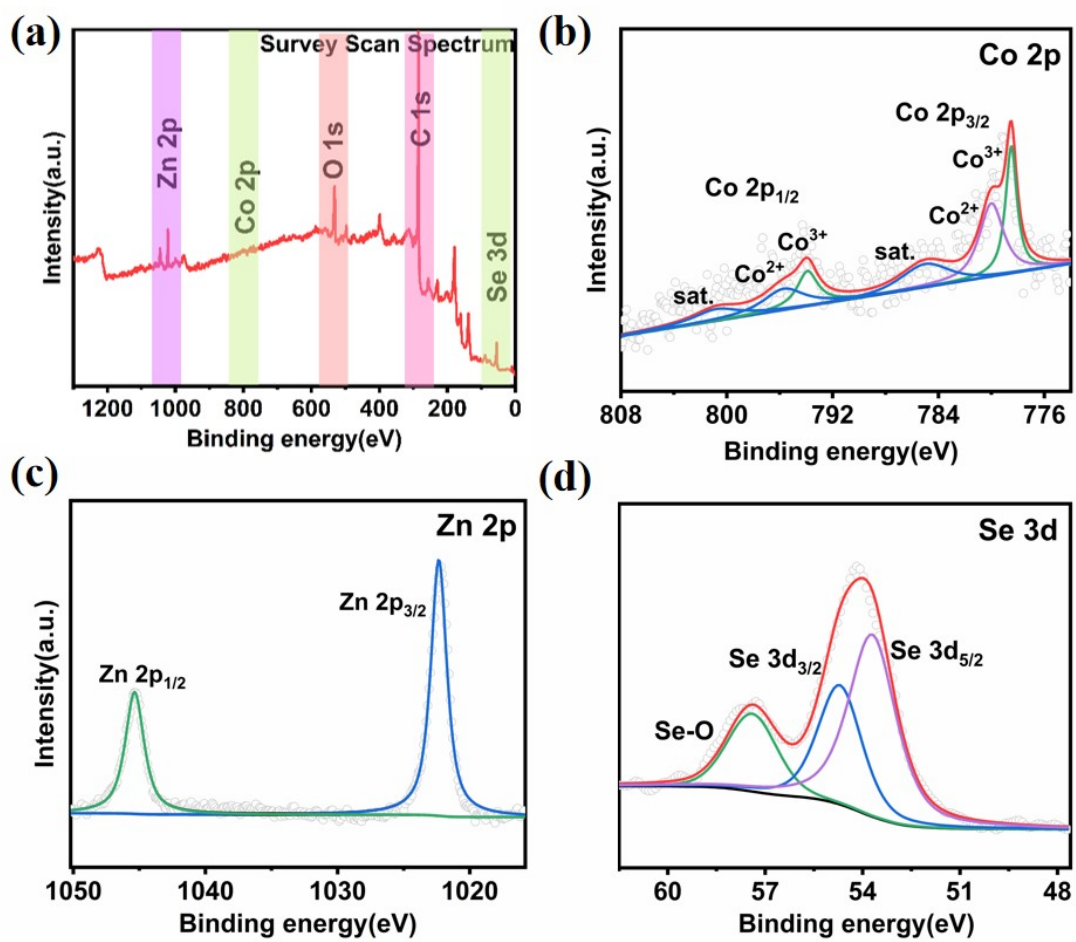 (a)
Survey Scan Spectrum
Zn 2p
Co 2p
O 1s
C 1s
Se 3d
Intensity(a.u.)
1200 1000 800 600 400 200 0
Binding energy(eV)
(b)
Co 2p
Co 2p3/2
Co3+
Co2+
Co 2p1/2
Co3+
Co2+
sat.
sat.
Intensity(a.u.)
808 800 792 784 776
Binding energy(eV)
(c)
Zn 2p
Zn 2p3/2
Zn 2p1/2
Intensity(a.u.)
1050 1040 1030 1020
Binding energy(eV)
(d)
Se 3d
Se 3d3/2
Se 3d5/2
Se-O
60 57 54 51 48
Binding energy(eV)